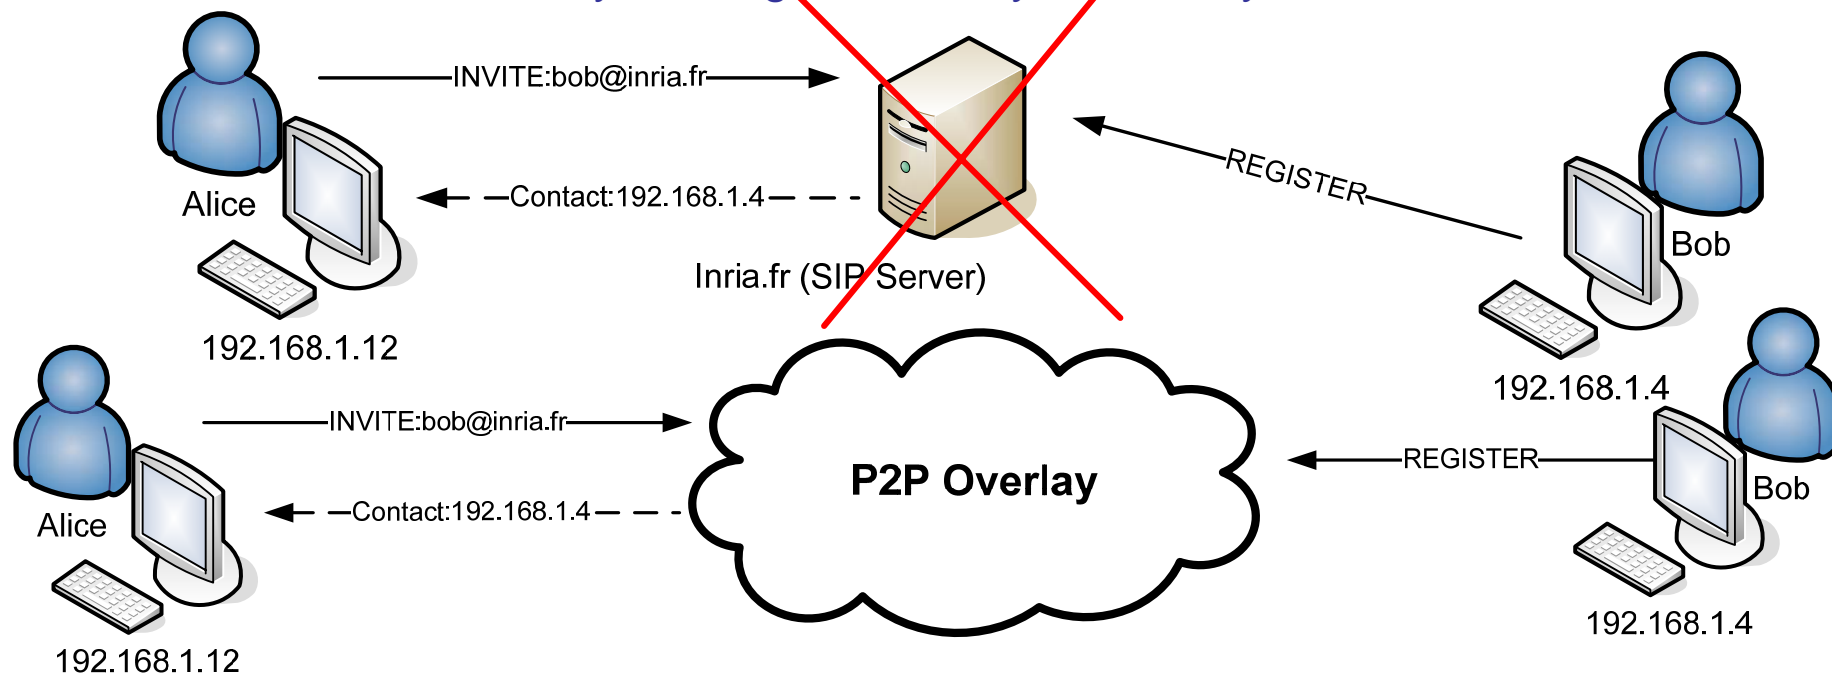 INVITE:bob@inria.fr
REGISTER
Contact:192.168.1.4
Alice
Bob
Inria.fr (SIP Server)
192.168.1.12
192.168.1.4
INVITE:bob@inria.fr
REGISTER
P2P Overlay
Contact:192.168.1.4
Bob
Alice
192.168.1.4
192.168.1.12